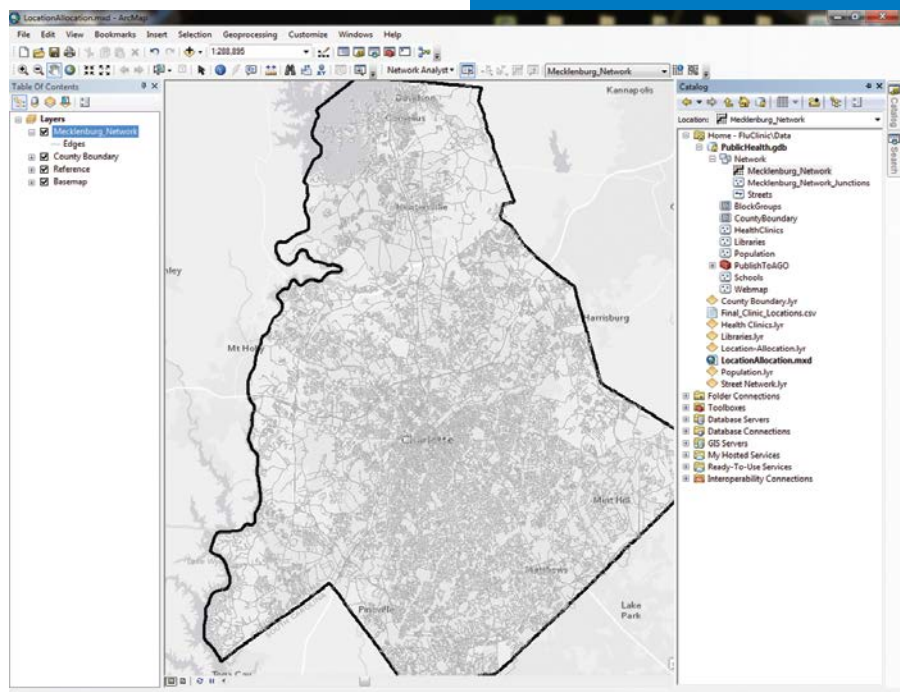 LocationAllocation.mxd - ArcMap
File Edit View Bookmarks Insert Selection Geoprocessing Customize Windows Help
1:288,895
Network Analyst Mecklenburg_Network
Table Of Contents
Layers
Mecklenburg_Network
Edges
County Boundary
Reference
Basemap
Kannapolis
Davidson
Cornelius
Huntersville
Harrisburg
Charlotte
Mint Hill
Matthews
Pineville
Lake
Park
Catalog
Location: Mecklenburg_Network
Home - FluClinic\Data
PublicHealth.gdb
Network
Mecklenburg_Network
Mecklenburg_Network_Junctions
Streets
BlockGroups
CountyBoundary
HealthClinics
Libraries
Population
PublishToAGO
Schools
Webmap
County Boundary.lyr
Final_Clinic_Locations.csv
Health Clinics.lyr
Libraries.lyr
Location-Allocation.lyr
LocationAllocation.mxd
Population.lyr
Street Network.lyr
Folder Connections
Toolboxes
Database Servers
Database Connections
GIS Servers
My Hosted Services
Ready-To-Use Services
Interoperability Connections
Catalog
Search